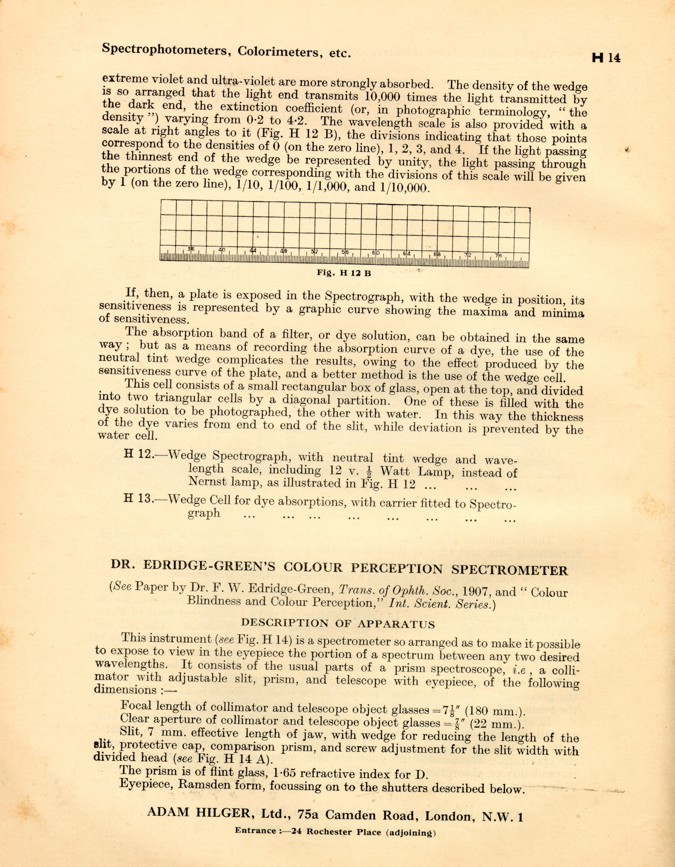 Spectrophotometers, Colorimeters, etc.
H 14
extreme violet and ultra-violet are more strongly absorbed. The density of the wedge
is so arranged that the light end transmits 10,000 times the light transmitted by
the dark end, the extinction coefficient (or, in photographic terminology, “ the
density ”) varying from 0·2 to 4·2. The wavelength scale is also provided with a
scale at right angles to it (Fig. H 12 B), the divisions indicating that those points
correspond to the densities of 0 (on the zero line), 1, 2, 3, and 4. If the light passing
the thinnest end of the wedge be represented by unity, the light passing through
the portions of the wedge corresponding with the divisions of this scale will be given
by 1 (on the zero line), 1/10, 1/100, 1/1,000, and 1/10,000.
40 44 48 52 56 60 64 68 72 76
Fig. H 12 B
If, then, a plate is exposed in the Spectrograph, with the wedge in position, its
sensitiveness is represented by a graphic curve showing the maxima and minima
of sensitiveness.
The absorption band of a filter, or dye solution, can be obtained in the same
way ; but as a means of recording the absorption curve of a dye, the use of the
neutral tint wedge complicates the results, owing to the effect produced by the
sensitiveness curve of the plate, and a better method is the use of the wedge cell.
This cell consists of a small rectangular box of glass, open at the top, and divided
into two triangular cells by a diagonal partition. One of these is filled with the
dye solution to be photographed, the other with water. In this way the thickness
of the dye varies from end to end of the slit, while deviation is prevented by the
water cell.
H 12.—Wedge Spectrograph, with neutral tint wedge and wave-
length scale, including 12 v. ½ Watt Lamp, instead of
Nernst lamp, as illustrated in Fig. H 12 ... ... ...
H 13.—Wedge Cell for dye absorptions, with carrier fitted to Spectro-
graph ... ... ... ... ... ... ... ...
DR. EDRIDGE-GREEN'S COLOUR PERCEPTION SPECTROMETER
(See Paper by Dr. F. W. Edridge-Green, Trans. of Ophth. Soc., 1907, and “ Colour
Blindness and Colour Perception,” Int. Scient. Series.)
DESCRIPTION OF APPARATUS
This instrument (see Fig. H 14) is a spectrometer so arranged as to make it possible
to expose to view in the eyepiece the portion of a spectrum between any two desired
wavelengths. It consists of the usual parts of a prism spectroscope, i.e , a colli-
mator with adjustable slit, prism, and telescope with eyepiece, of the following
dimensions :—
Focal length of collimator and telescope object glasses = 7⅛″ (180 mm.).
Clear aperture of collimator and telescope object glasses = ⅞″ (22 mm.).
Slit, 7 mm. effective length of jaw, with wedge for reducing the length of the
slit, protective cap, comparison prism, and screw adjustment for the slit width with
divided head (see Fig. H 14 A).
The prism is of flint glass, 1·65 refractive index for D.
Eyepiece, Ramsden form, focussing on to the shutters described below.
ADAM HILGER, Ltd., 75a Camden Road, London, N.W. 1
Entrance :—24 Rochester Place (adjoining)